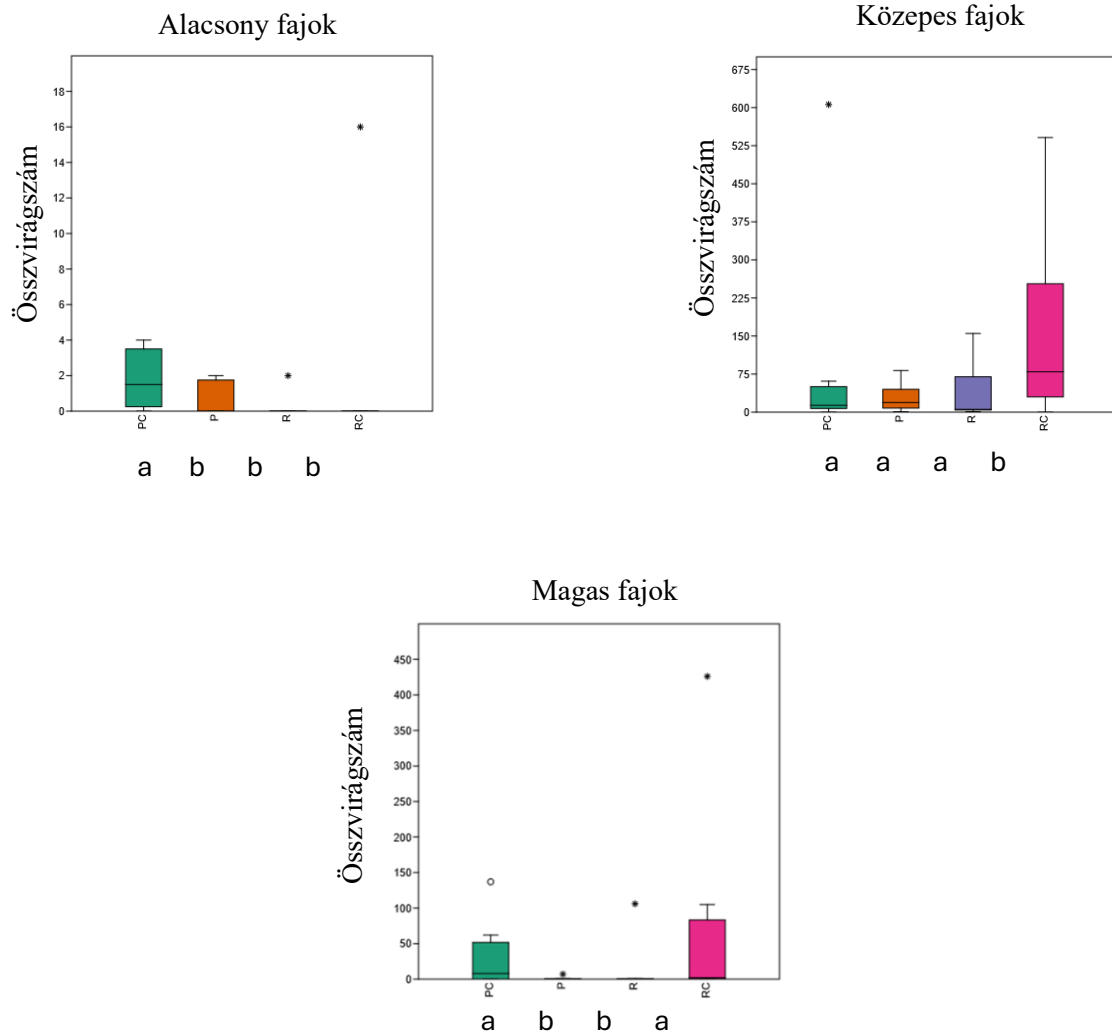 Alacsony fajok
Összvirágszám
18
16
14
12
10
8
6
4
2
0
PC
P
R
RC
a b b b
Közepes fajok
Összvirágszám
675
600
525
450
375
300
225
150
75
0
PC
P
R
RC
a a a b
Magas fajok
Összvirágszám
450
400
350
300
250
200
150
100
50
0
PC
P
R
RC
a b b a